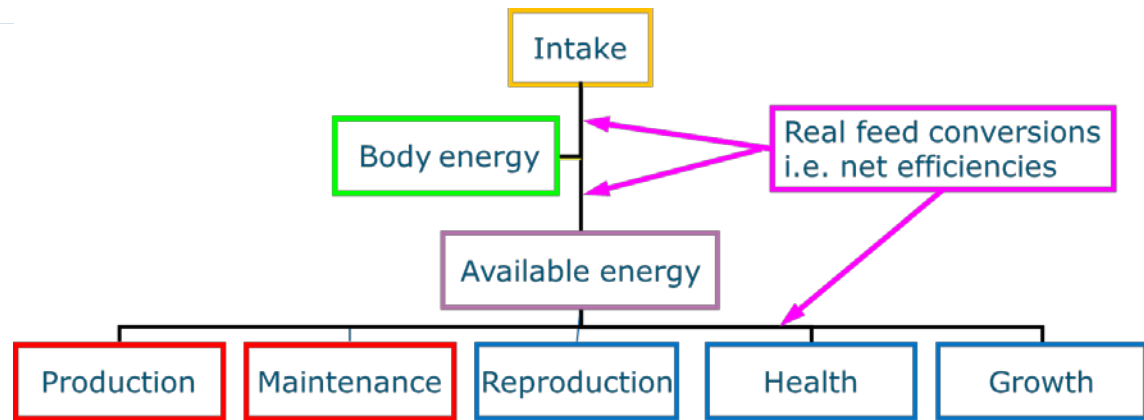 Intake
Body energy
Real feed conversions
i.e. net efficiencies
Available energy
Production
Maintenance
Reproduction
Health
Growth